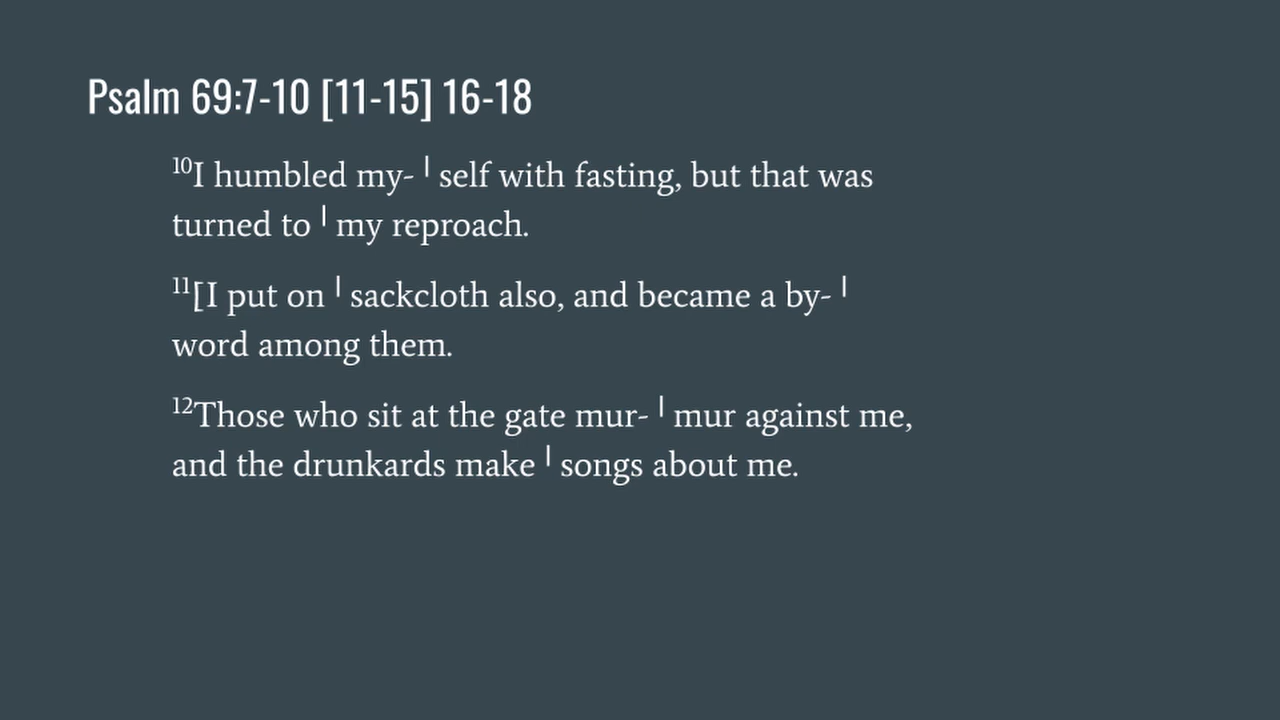 Psalm 69:7-10 [11-15] 16-18
¹⁰I humbled my- ˈ self with fasting, but that was
turned to ˈ my reproach.
¹¹[I put on ˈ sackcloth also, and became a by- ˈ
word among them.
¹²Those who sit at the gate mur- ˈ mur against me,
and the drunkards make ˈ songs about me.